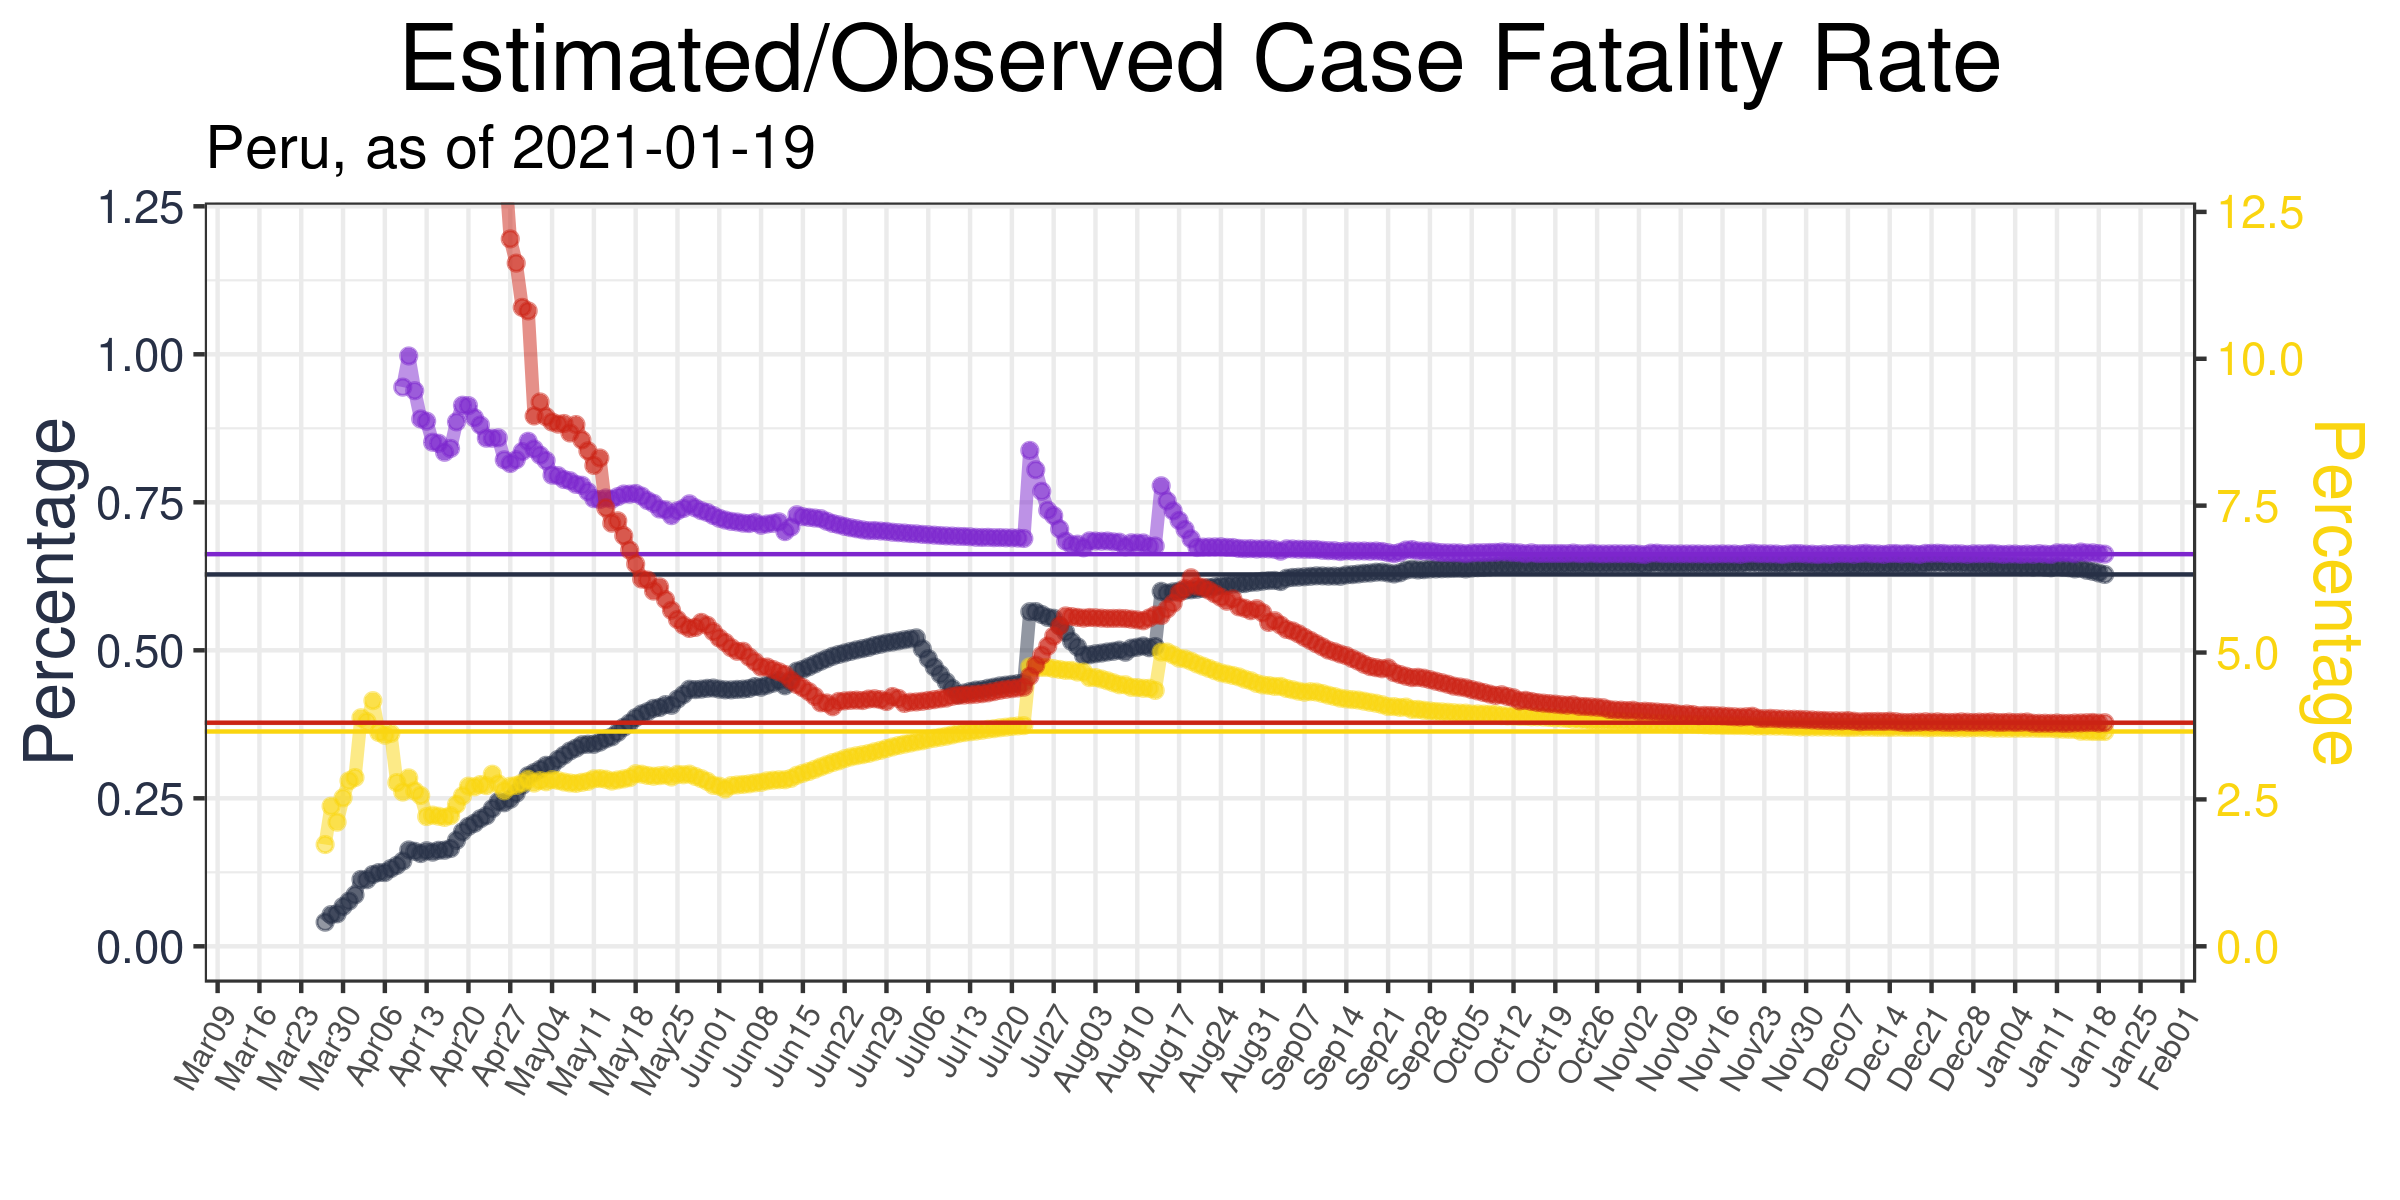 Estimated/Observed Case Fatality Rate
Peru, as of 2021-01-19
Percentage
1.25
1.00
0.75
0.50
0.25
0.00
12.5
10.0
7.5
5.0
2.5
0.0
Percentage
Mar09 Mar16 Mar23 Mar30 Apr06 Apr13 Apr20 Apr27 May04 May11 May18 May25 Jun01 Jun08 Jun15 Jun22 Jun29 Jul06 Jul13 Jul20 Jul27 Aug03 Aug10 Aug17 Aug24 Aug31 Sep07 Sep14 Sep21 Sep28 Oct05 Oct12 Oct19 Oct26 Nov02 Nov09 Nov16 Nov23 Nov30 Dec07 Dec14 Dec21 Dec28 Jan04 Jan11 Jan18 Jan25 Feb01